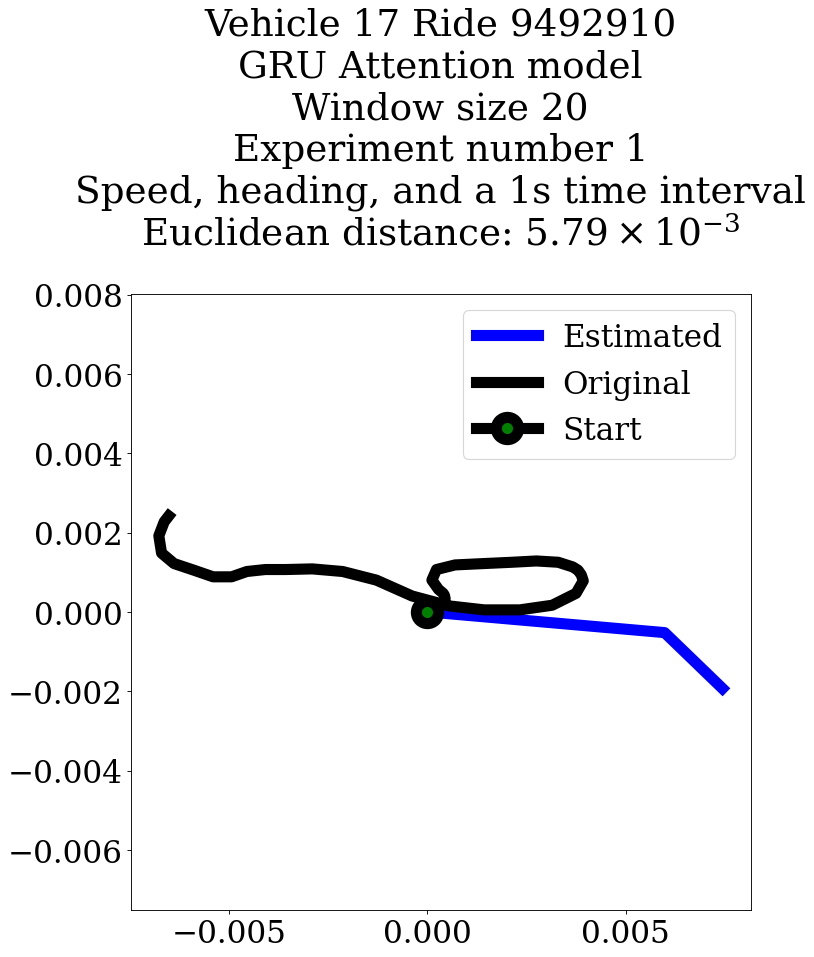 Vehicle 17 Ride 9492910
GRU Attention model
Window size 20
Experiment number 1
Speed, heading, and a 1s time interval
Euclidean distance: 5.79 × 10⁻³
0.008
0.006
0.004
0.002
0.000
−0.002
−0.004
−0.006
Estimated
Original
Start
−0.005
0.000
0.005